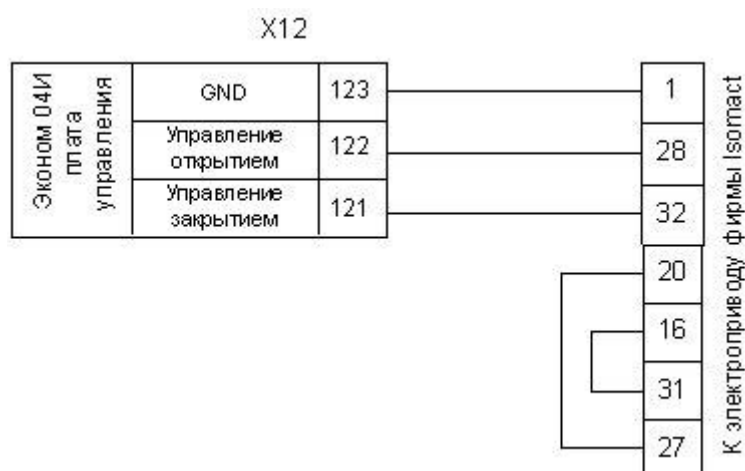 X12
Эконом 04И
плата
управления
GND
123
Управление
открытием
122
Управление
закрытием
121
1
28
32
20
16
31
27
К электроприводу фирмы Isomact